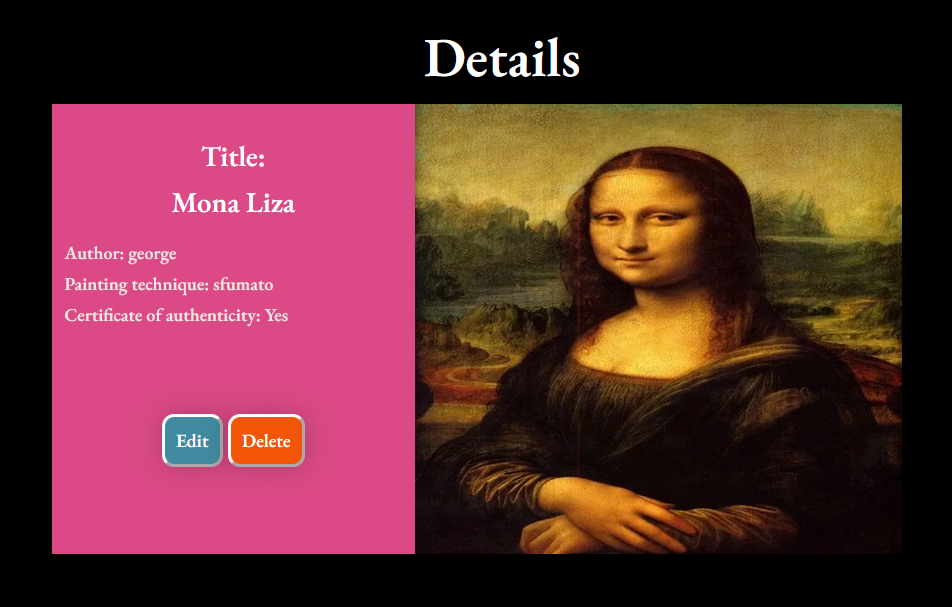 Details
Title:
Mona Liza
Author: george
Painting technique: sfumato
Certificate of authenticity: Yes
Edit Delete